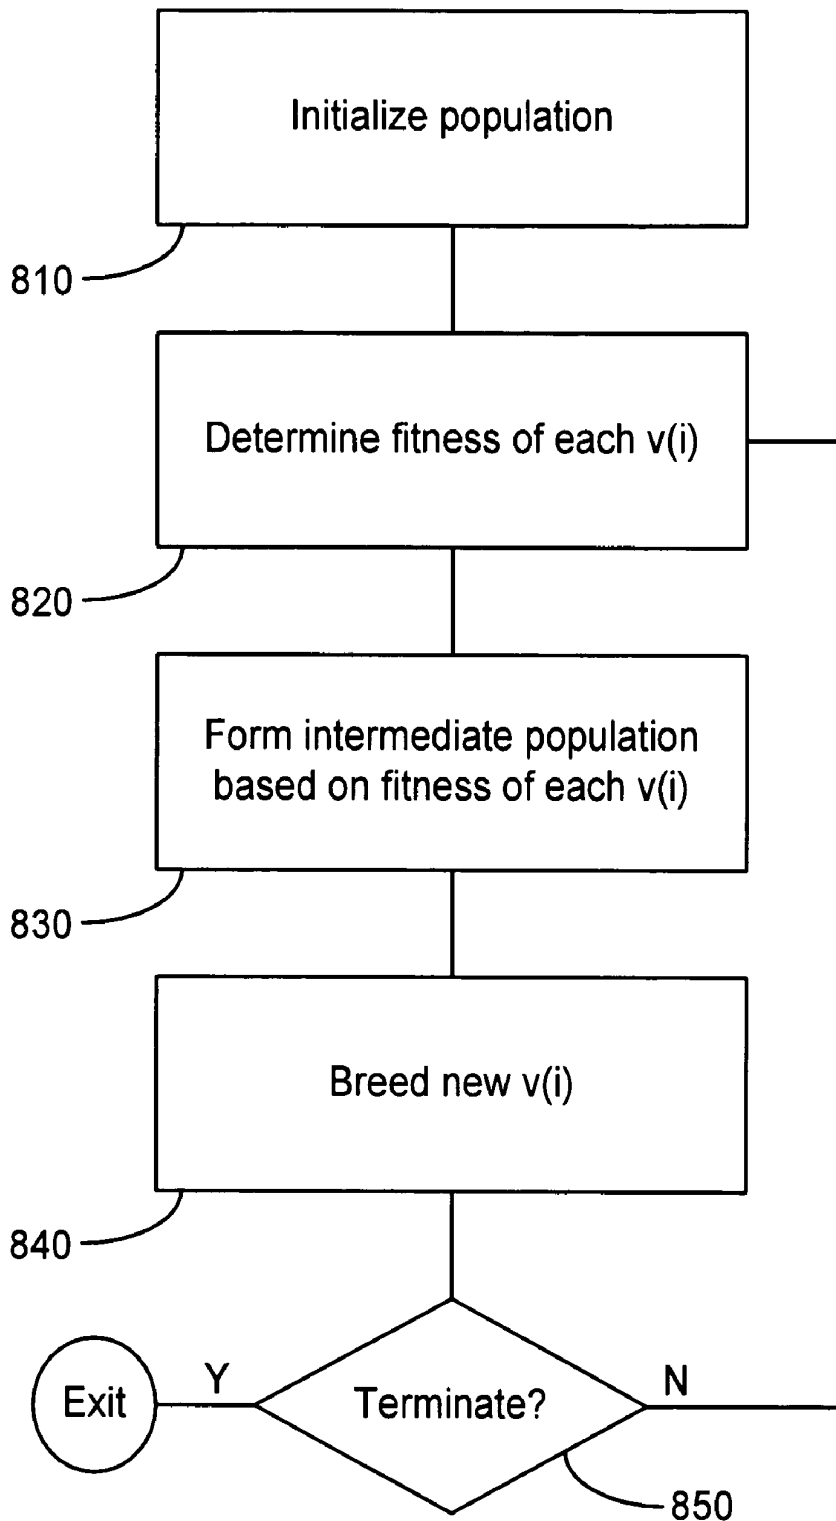 Initialize population
810
Determine fitness of each v(i)
820
Form intermediate population
based on fitness of each v(i)
830
Breed new v(i)
840
Exit
Y
Terminate?
N
850